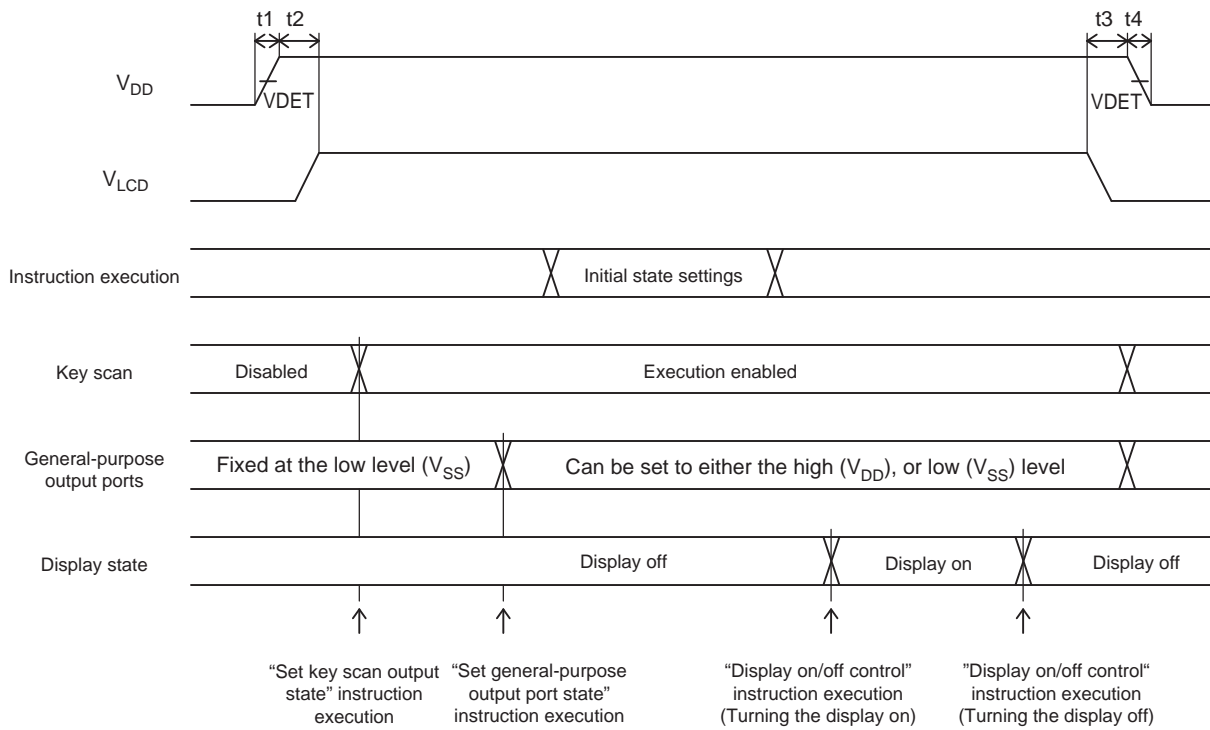 t1 t2 t3 t4
VDD
VDET VDET
VLCD
Instruction execution
Initial state settings
Key scan
Disabled
Execution enabled
General-purpose
output ports
Fixed at the low level (VSS)
Can be set to either the high (VDD), or low (VSS) level
Display state
Display off
Display on
Display off
“Set key scan output
state” instruction
execution
“Set general-purpose
output port state”
instruction execution
“Display on/off control”
instruction execution
(Turning the display on)
”Display on/off control“
instruction execution
(Turning the display off)